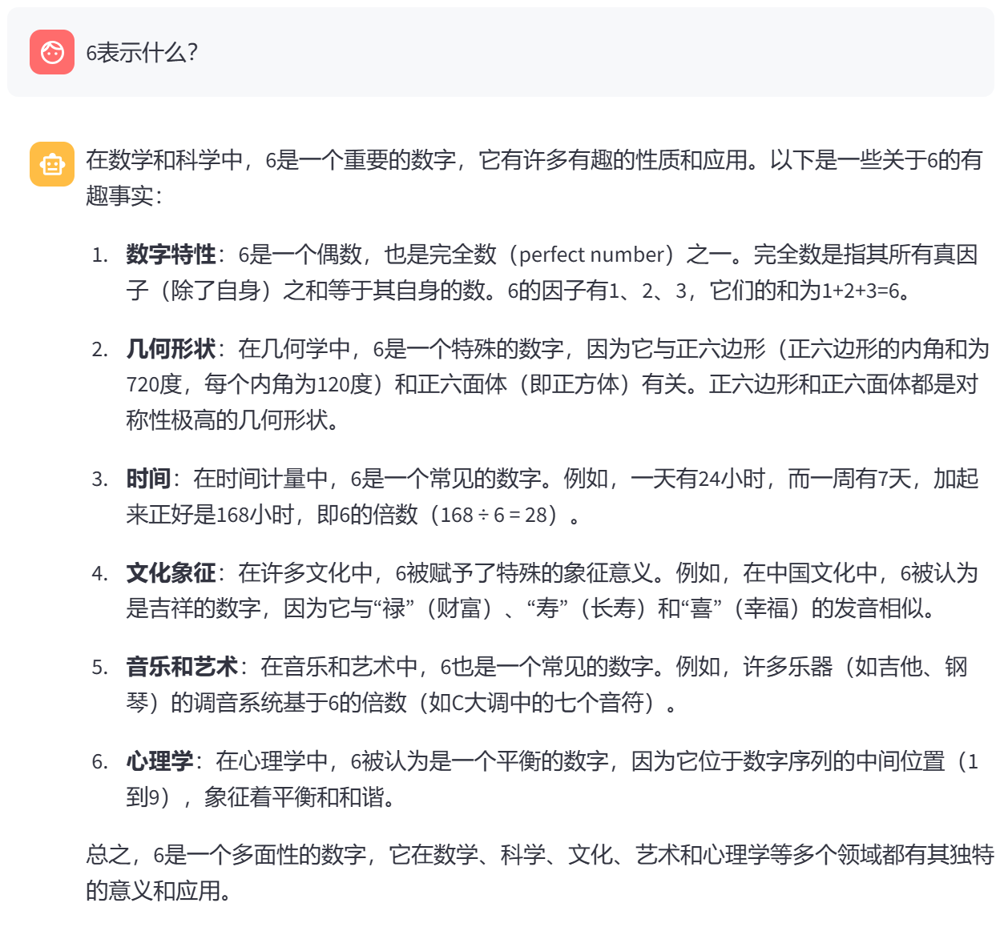 6表示什么?
在数学和科学中，6是一个重要的数字，它有许多有趣的性质和应用。以下是一些关于6的有
趣事实：
1. 数字特性：6是一个偶数，也是完全数（perfect number）之一。完全数是指其所有真因
子（除了自身）之和等于其自身的数。6的因子有1、2、3，它们的和为1+2+3=6。
2. 几何形状：在几何学中，6是一个特殊的数字，因为它与正六边形（正六边形的内角和为
720度，每个内角为120度）和正六面体（即正方体）有关。正六边形和正六面体都是对
称性极高的几何形状。
3. 时间：在时间计量中，6是一个常见的数字。例如，一天有24小时，而一周有7天，加起
来正好是168小时，即6的倍数（168 ÷ 6 = 28）。
4. 文化象征：在许多文化中，6被赋予了特殊的象征意义。例如，在中国文化中，6被认为
是吉祥的数字，因为它与“禄”（财富）、“寿”（长寿）和“喜”（幸福）的发音相似。
5. 音乐和艺术：在音乐和艺术中，6也是一个常见的数字。例如，许多乐器（如吉他、钢
琴）的调音系统基于6的倍数（如C大调中的七个音符）。
6. 心理学：在心理学中，6被认为是一个平衡的数字，因为它位于数字序列的中间位置（1
到9），象征着平衡和和谐。
总之，6是一个多面性的数字，它在数学、科学、文化、艺术和心理学等多个领域都有其独特
的意义和应用。